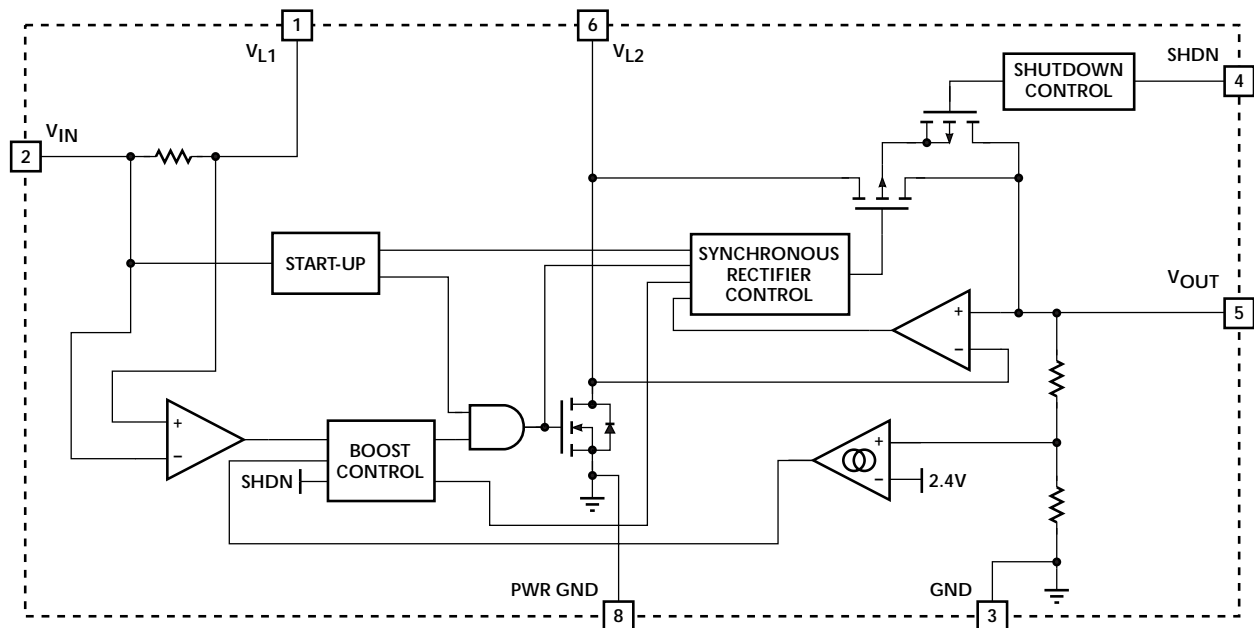 1
VL1
6
VL2
SHUTDOWN
CONTROL
SHDN
4
VIN
2
START-UP
SYNCHRONOUS
RECTIFIER
CONTROL
VOUT
5
+
−
+
−
BOOST
CONTROL
SHDN
+
−
2.4V
PWR GND
8
GND
3